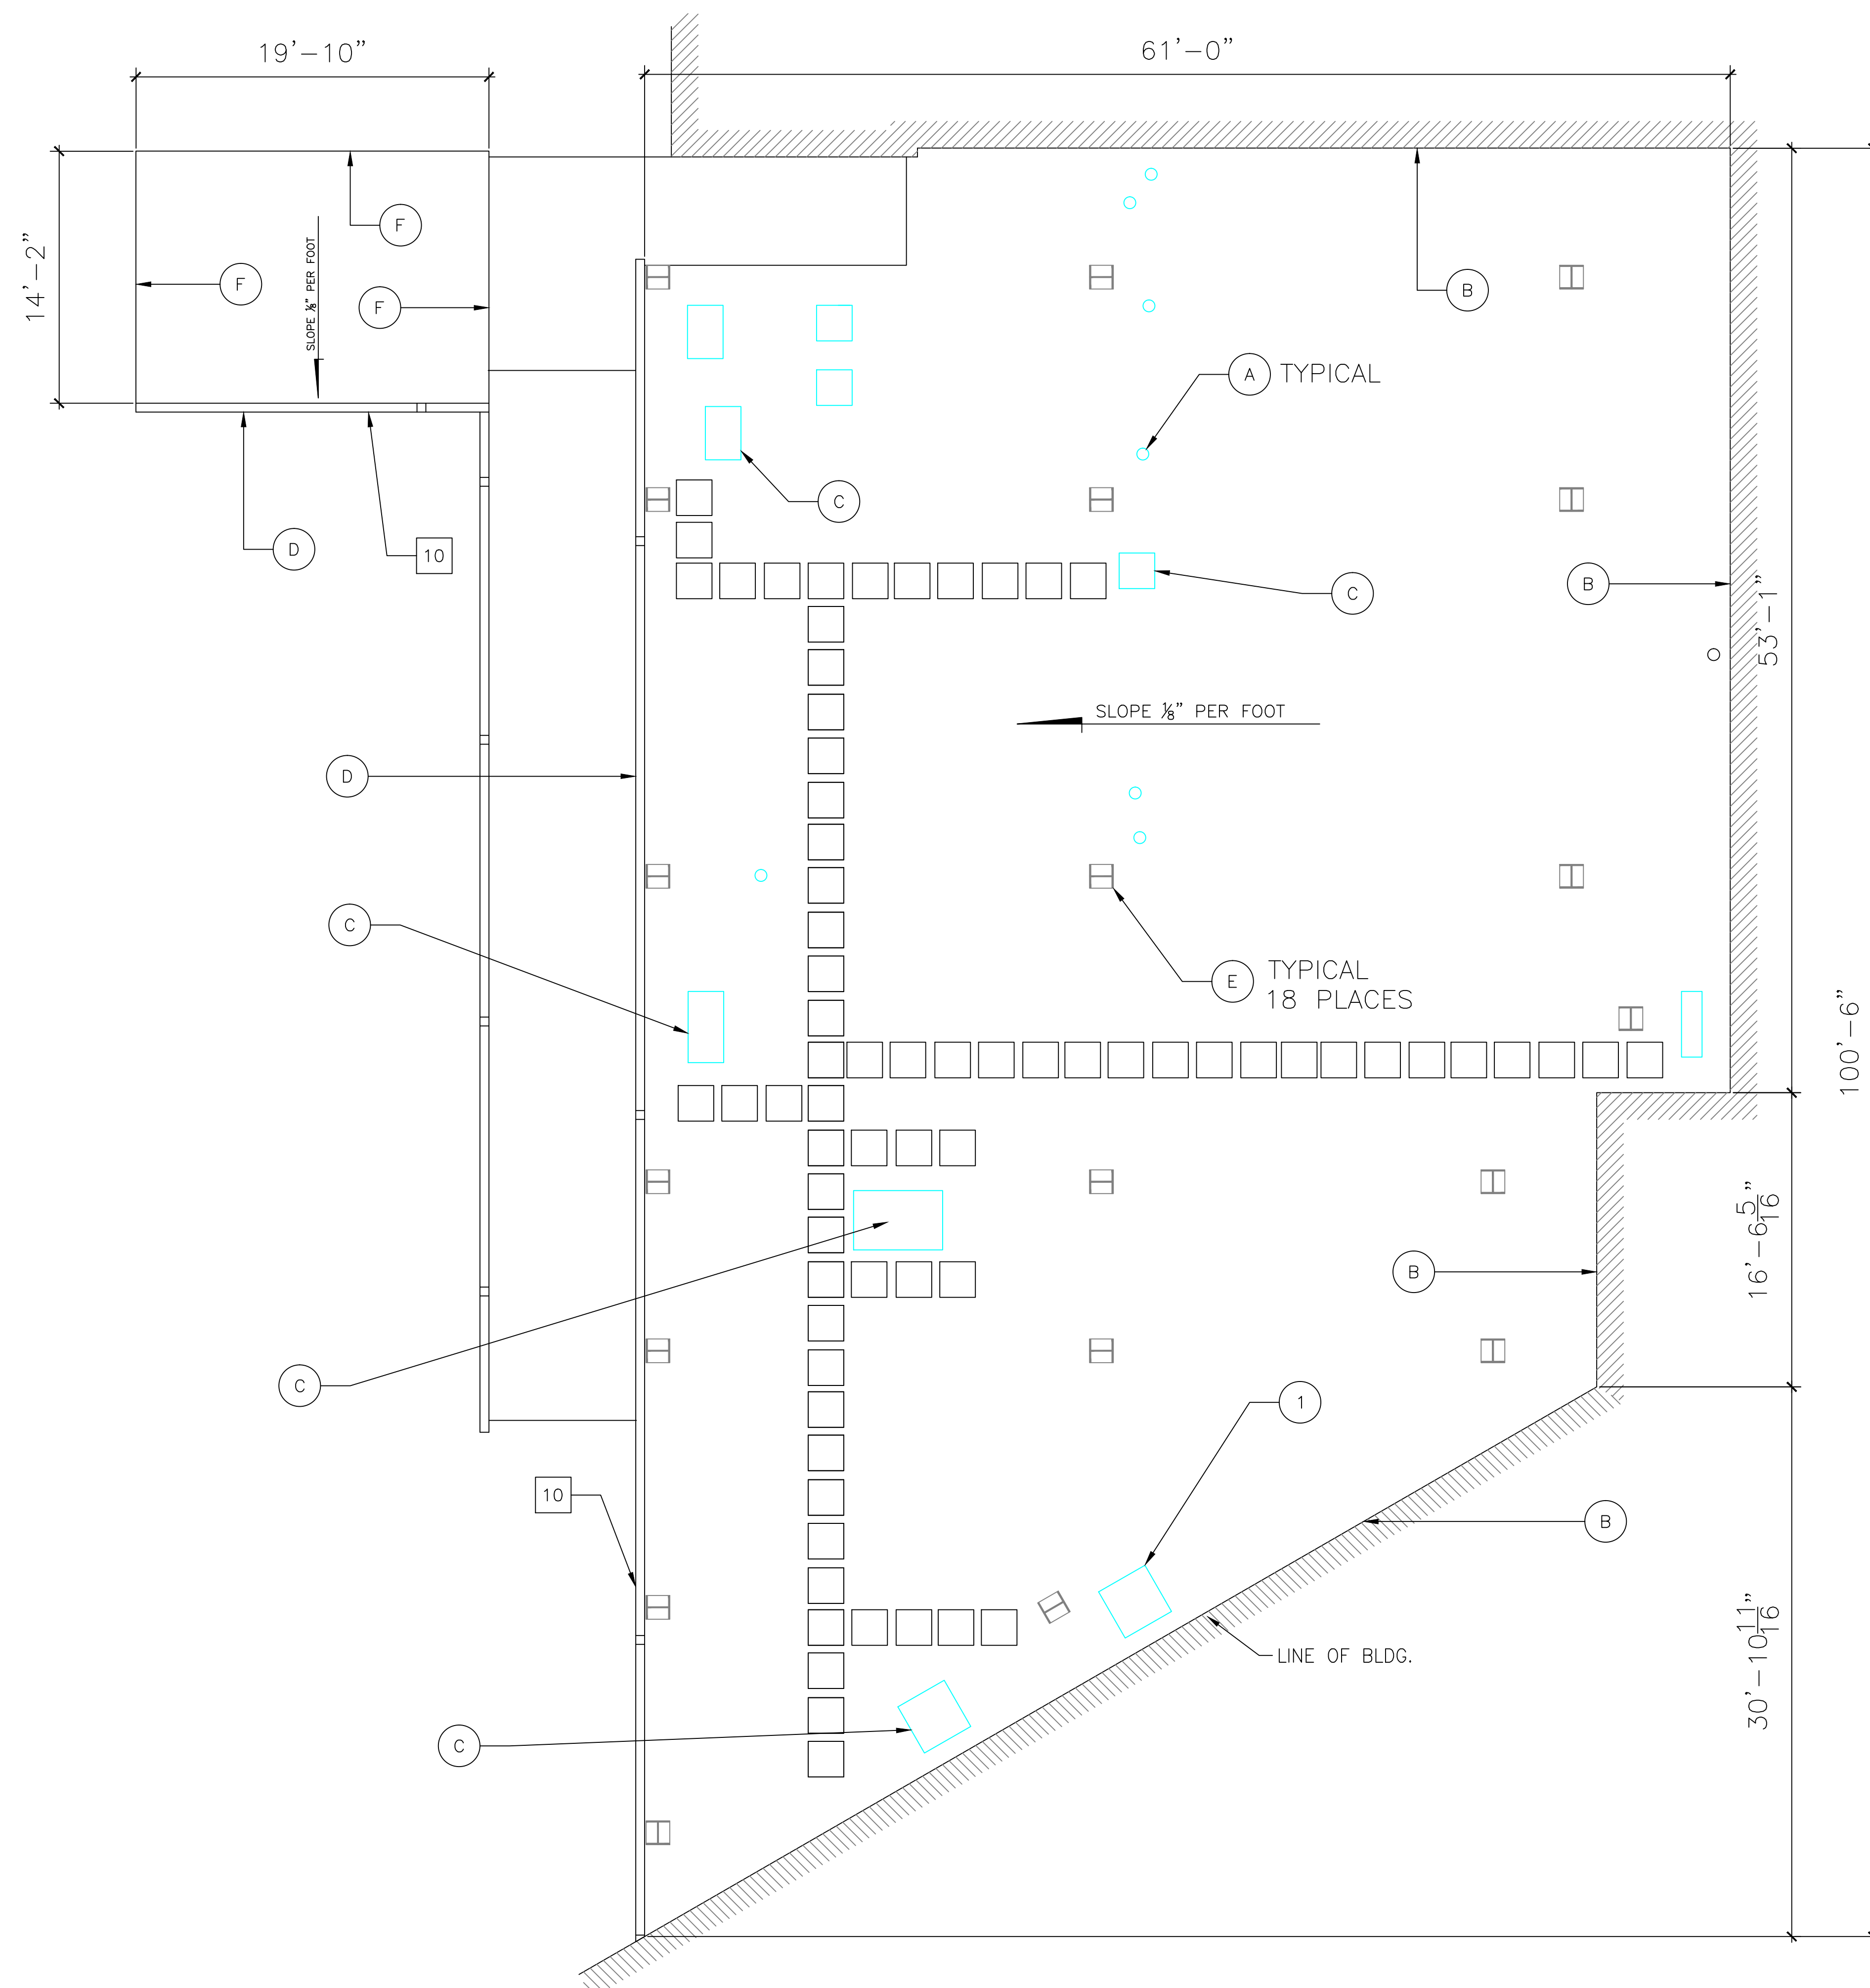 19'-10"
61'-0"
14'-2"
F
F
F
SLOPE ⅛" PER FOOT
B
A TYPICAL
C
D
10
C
B
53'-1"
SLOPE ⅛" PER FOOT
D
C
E TYPICAL
18 PLACES
100'-6"
16'-6 5/16"
B
C
1
10
B
LINE OF BLDG.
30'-10 11/16"
C